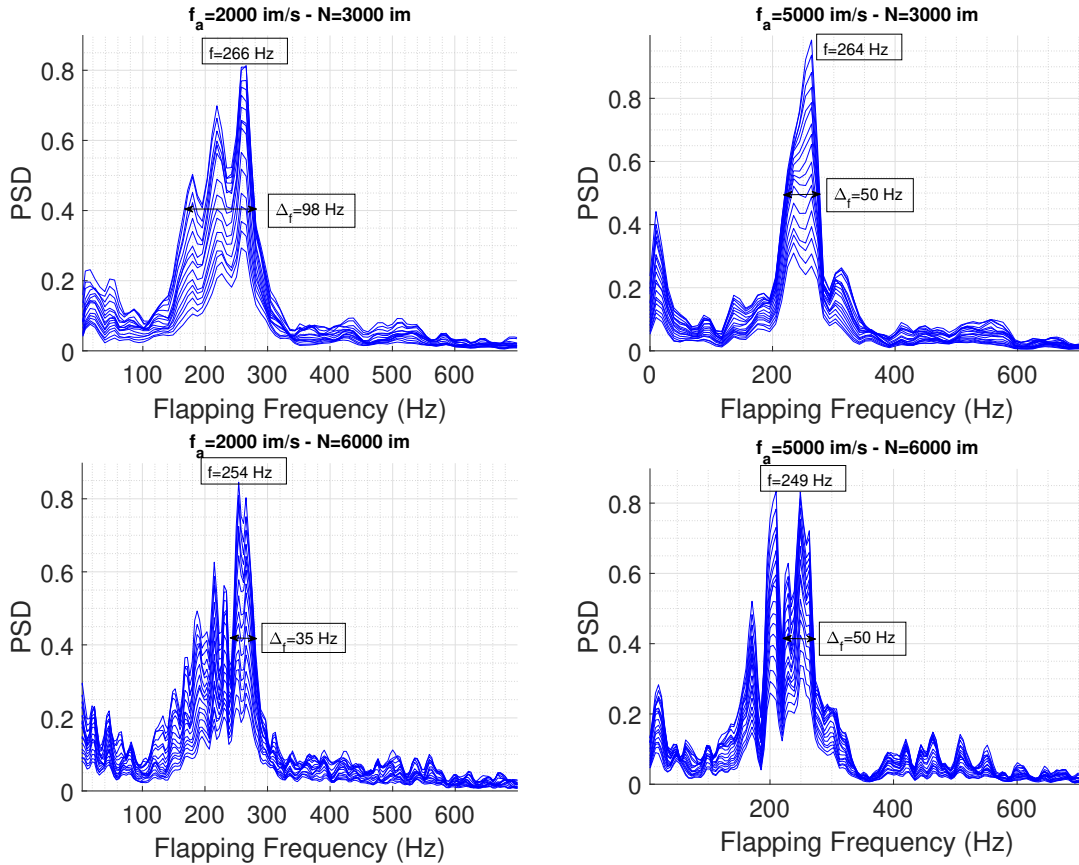 f_a=2000 im/s - N=3000 im
f=266 Hz
Δ_f=98 Hz
0.8
0.6
0.4
0.2
0
PSD
100 200 300 400 500 600
Flapping Frequency (Hz)
f_a=5000 im/s - N=3000 im
f=264 Hz
Δ_f=50 Hz
0.8
0.6
0.4
0.2
0
PSD
0 200 400 600
Flapping Frequency (Hz)
f_a=2000 im/s - N=6000 im
f=254 Hz
Δ_f=35 Hz
0.8
0.6
0.4
0.2
0
PSD
100 200 300 400 500 600
Flapping Frequency (Hz)
f_a=5000 im/s - N=6000 im
f=249 Hz
Δ_f=50 Hz
0.8
0.6
0.4
0.2
0
PSD
200 400 600
Flapping Frequency (Hz)